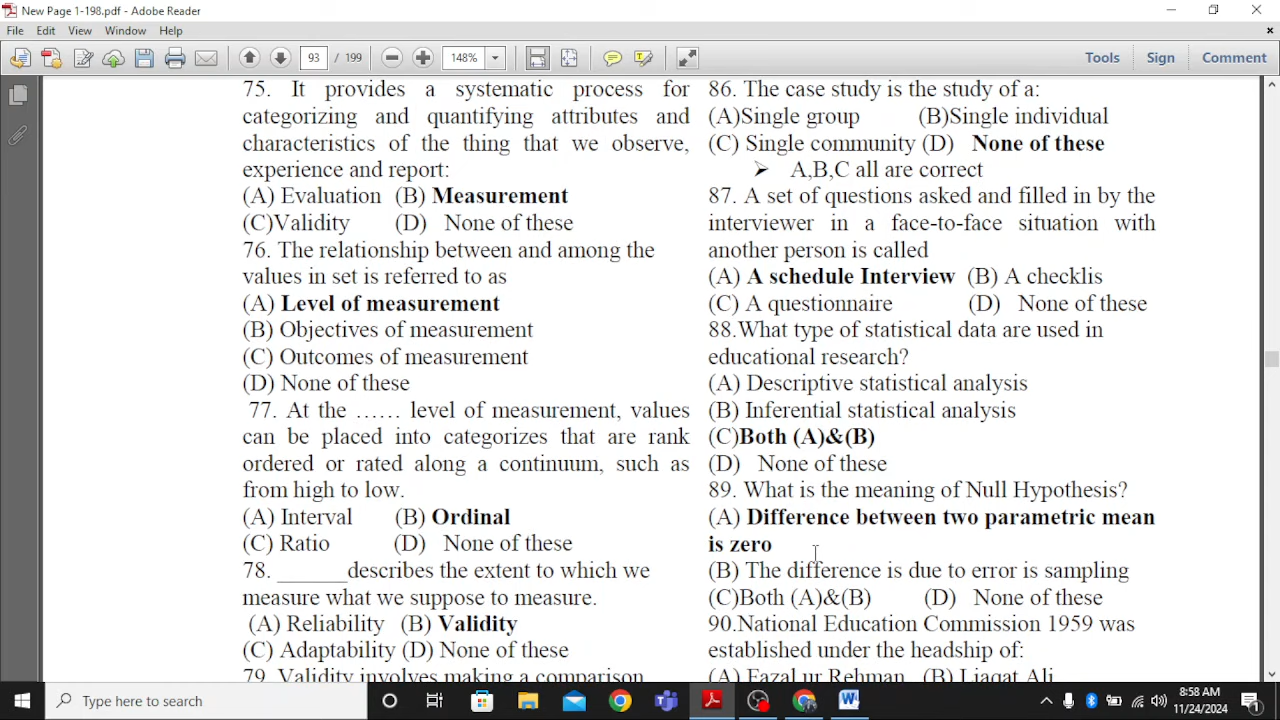 New Page 1-198.pdf - Adobe Reader
File Edit View Window Help
93 / 199 148% Tools Sign Comment
75. It provides a systematic process for
categorizing and quantifying attributes and
characteristics of the thing that we observe,
experience and report:
(A) Evaluation (B) Measurement
(C)Validity (D) None of these
76. The relationship between and among the
values in set is referred to as
(A) Level of measurement
(B) Objectives of measurement
(C) Outcomes of measurement
(D) None of these
77. At the …… level of measurement, values
can be placed into categorizes that are rank
ordered or rated along a continuum, such as
from high to low.
(A) Interval (B) Ordinal
(C) Ratio (D) None of these
78. ______describes the extent to which we
measure what we suppose to measure.
(A) Reliability (B) Validity
(C) Adaptability (D) None of these
79. Validity involves making a comparison
86. The case study is the study of a:
(A)Single group (B)Single individual
(C) Single community (D) None of these
➢ A,B,C all are correct
87. A set of questions asked and filled in by the
interviewer in a face-to-face situation with
another person is called
(A) A schedule Interview (B) A checklis
(C) A questionnaire (D) None of these
88.What type of statistical data are used in
educational research?
(A) Descriptive statistical analysis
(B) Inferential statistical analysis
(C)Both (A)&(B)
(D) None of these
89. What is the meaning of Null Hypothesis?
(A) Difference between two parametric mean
is zero
(B) The difference is due to error is sampling
(C)Both (A)&(B) (D) None of these
90.National Education Commission 1959 was
established under the headship of:
(A) Fazal ur Rehman (B) Liaqat Ali
Type here to search
8:58 AM
11/24/2024